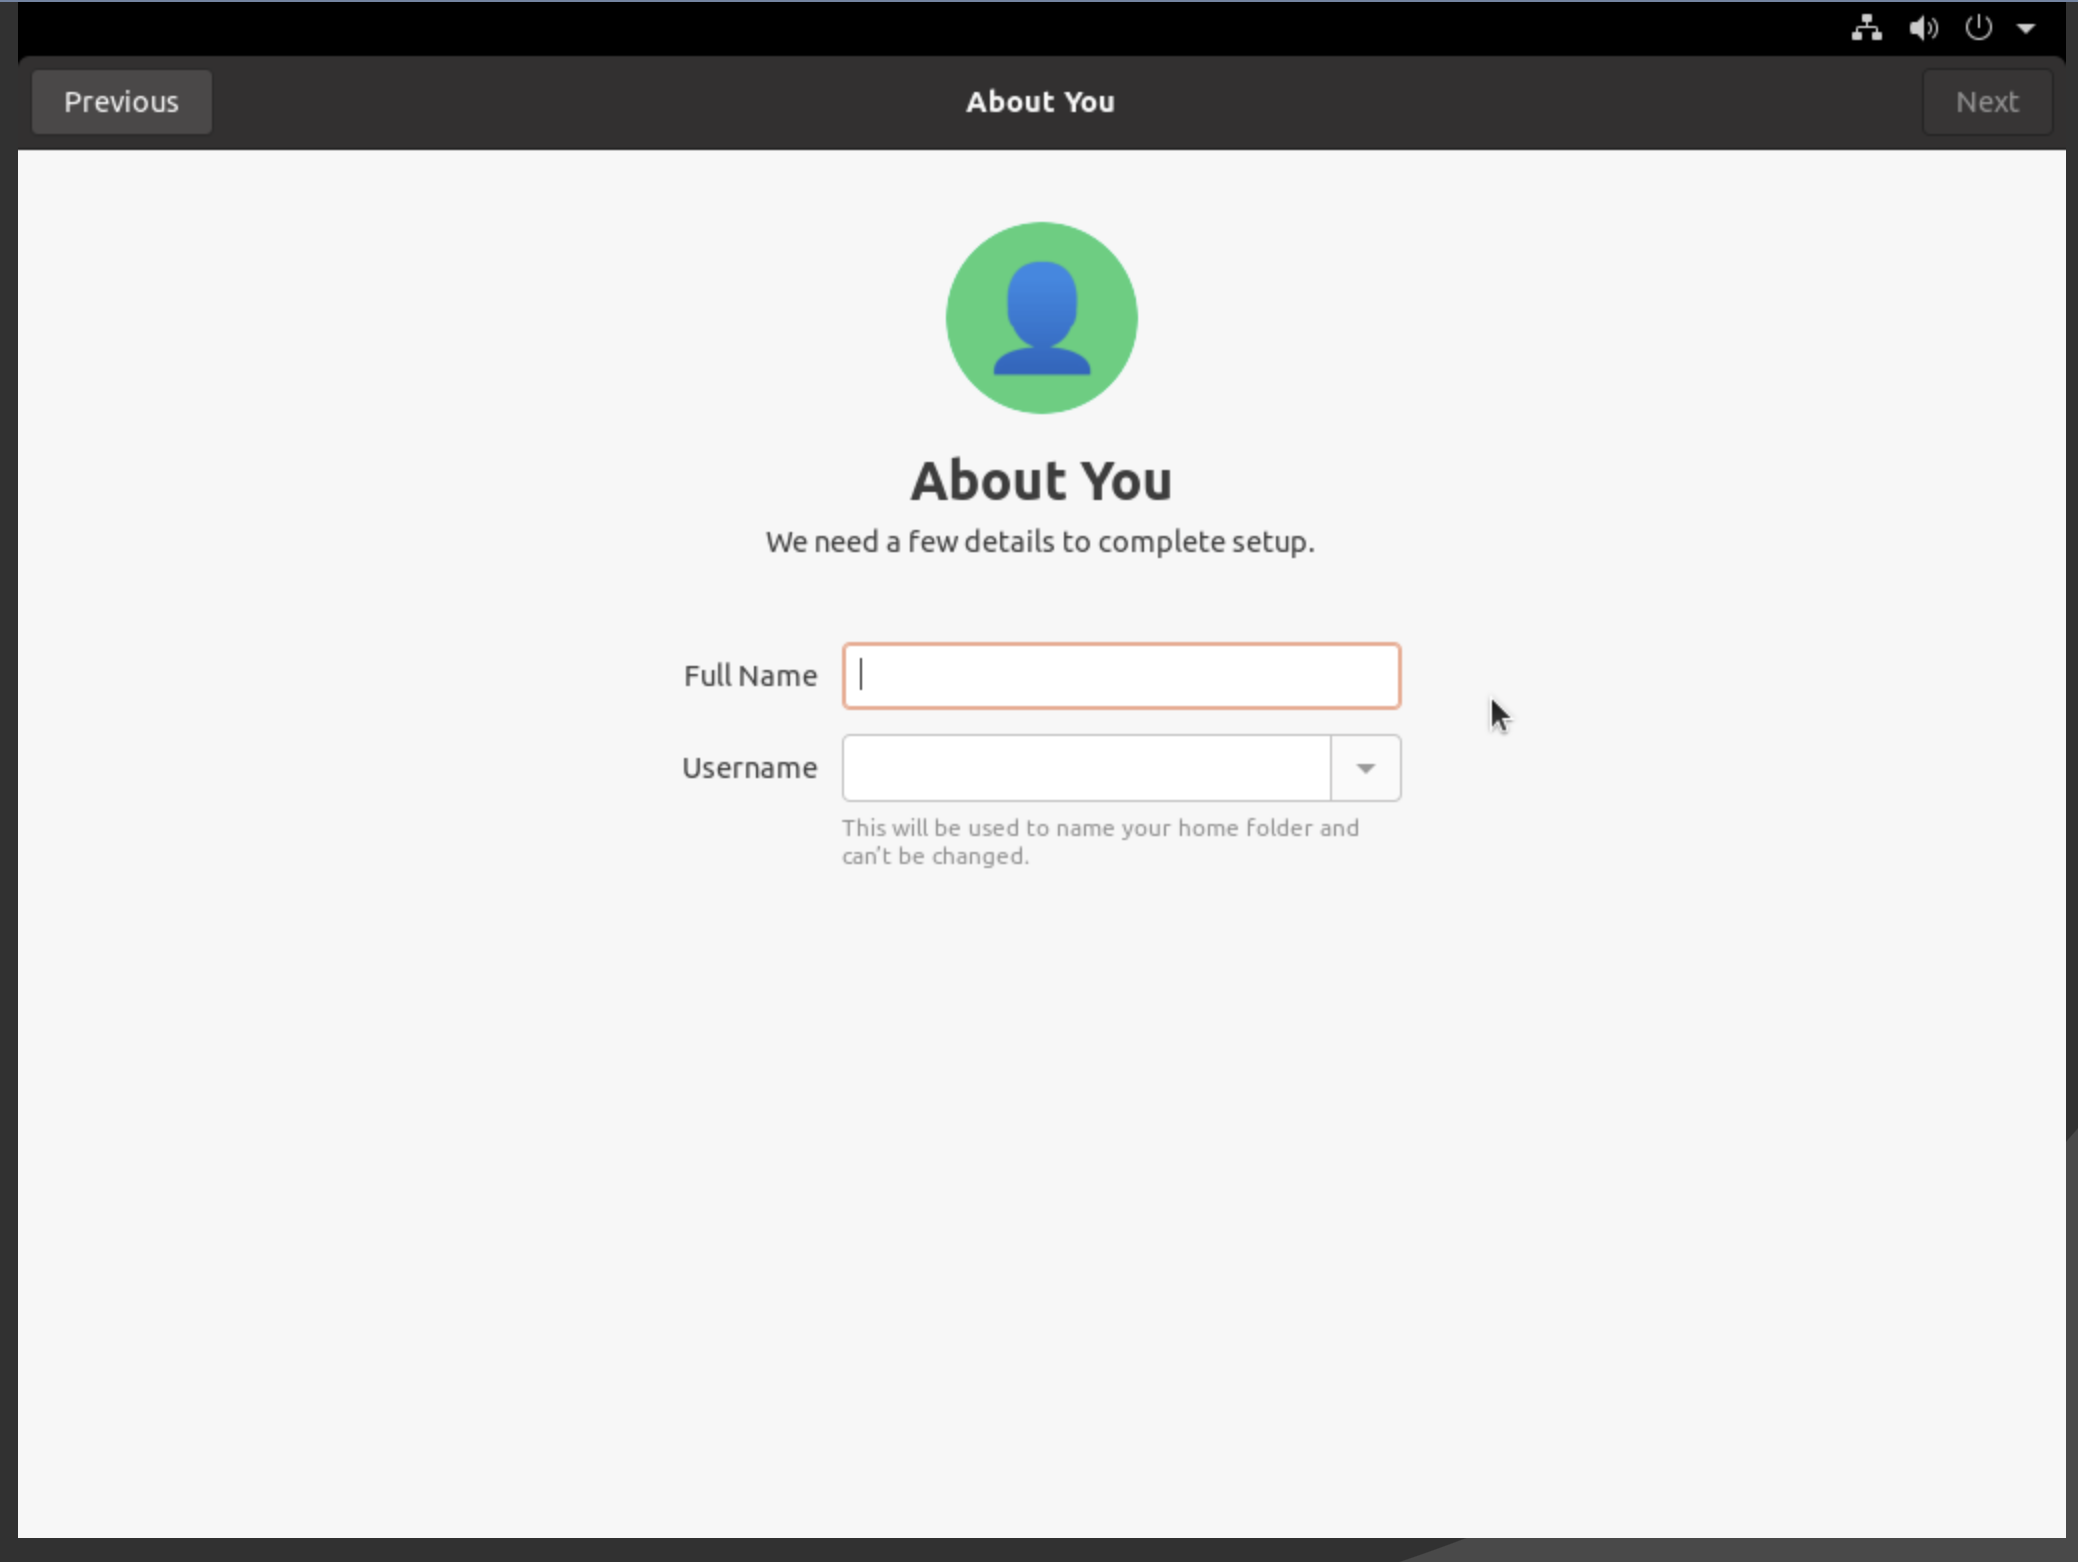 Previous
About You
Next
About You
We need a few details to complete setup.
Full Name
Username
This will be used to name your home folder and
can't be changed.